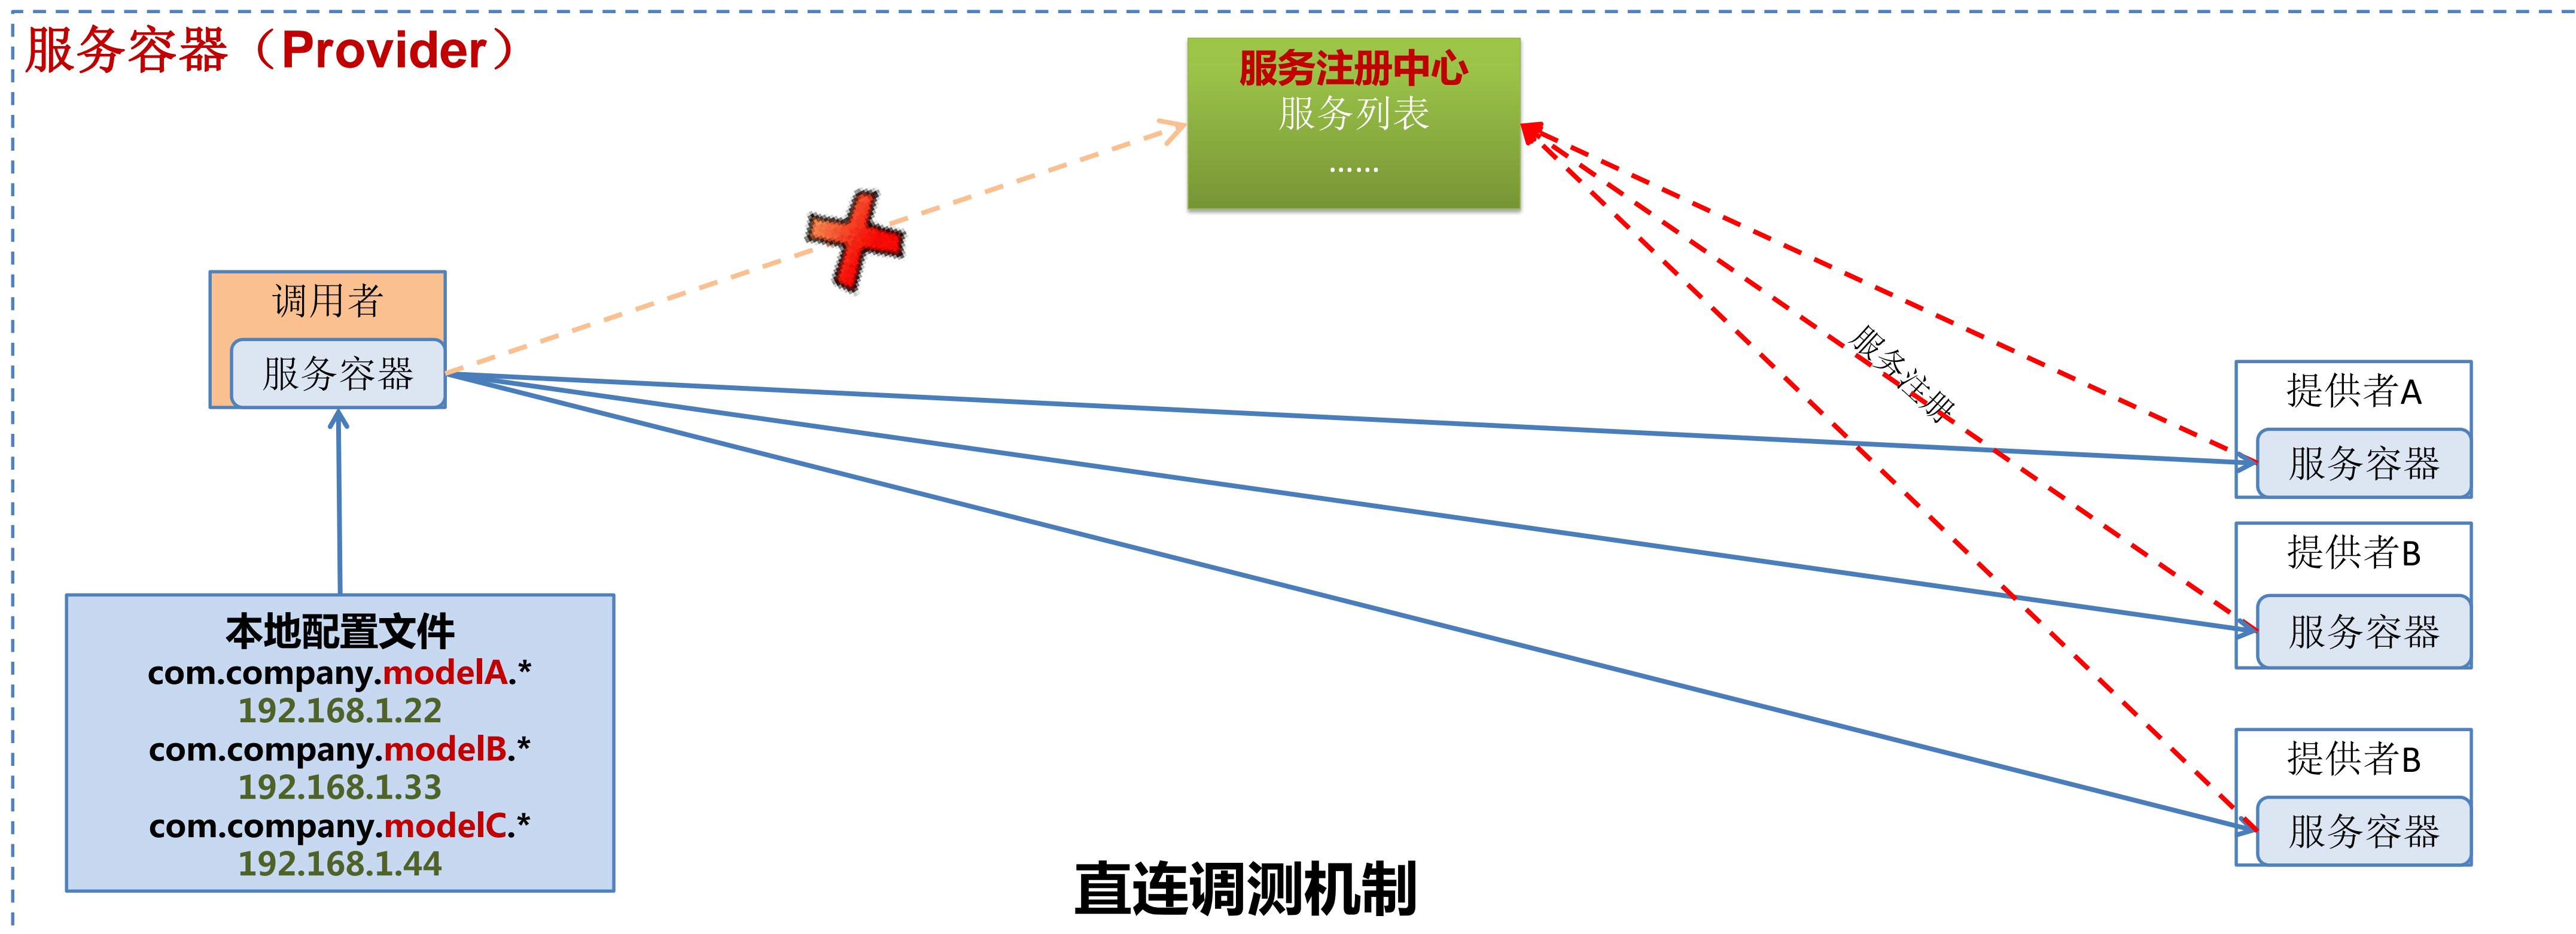 服务容器（Provider）
服务注册中心
服务列表
……
调用者
服务容器
服务注册
提供者A
服务容器
提供者B
服务容器
提供者B
服务容器
本地配置文件
com.company.modelA.*
192.168.1.22
com.company.modelB.*
192.168.1.33
com.company.modelC.*
192.168.1.44
直连调测机制